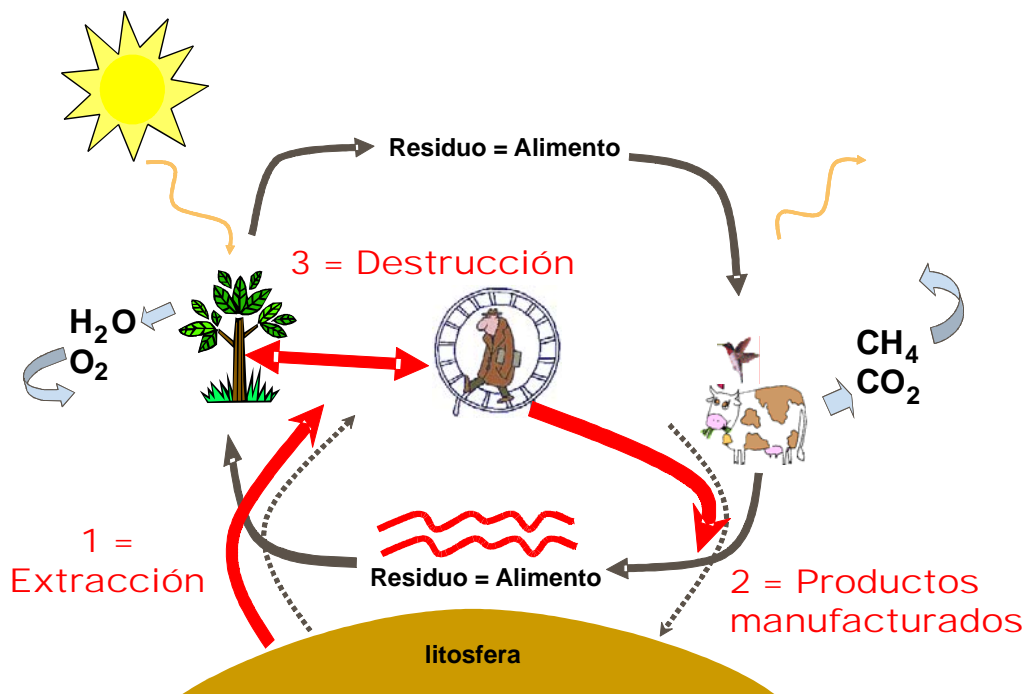 Residuo = Alimento
3 = Destrucción
H₂O
O₂
CH₄
CO₂
1 =
Extracción
Residuo = Alimento
2 = Productos
manufacturados
litosfera